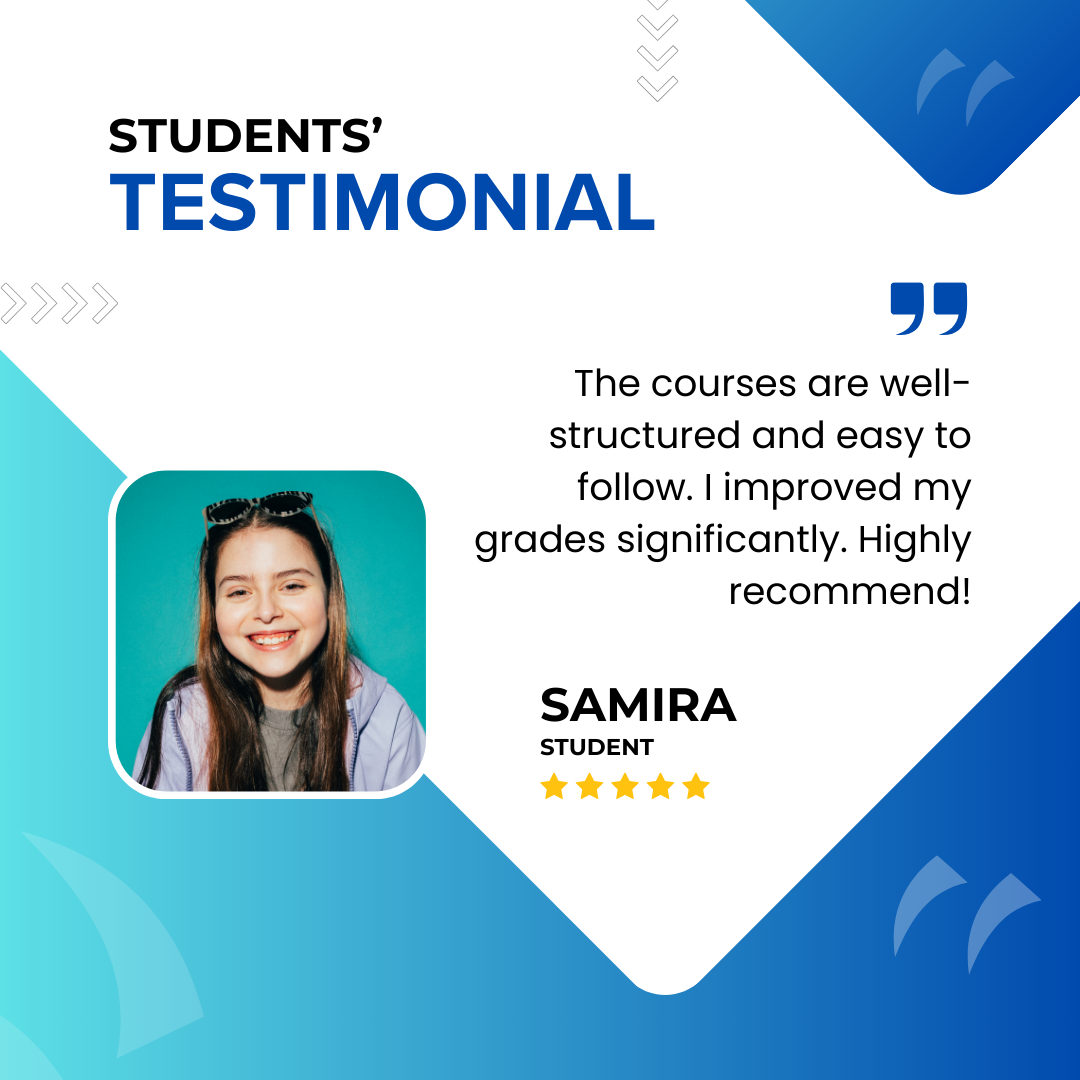 STUDENTS’
TESTIMONIAL
”
The courses are well-
structured and easy to
follow. I improved my
grades significantly. Highly
recommend!
SAMIRA
STUDENT